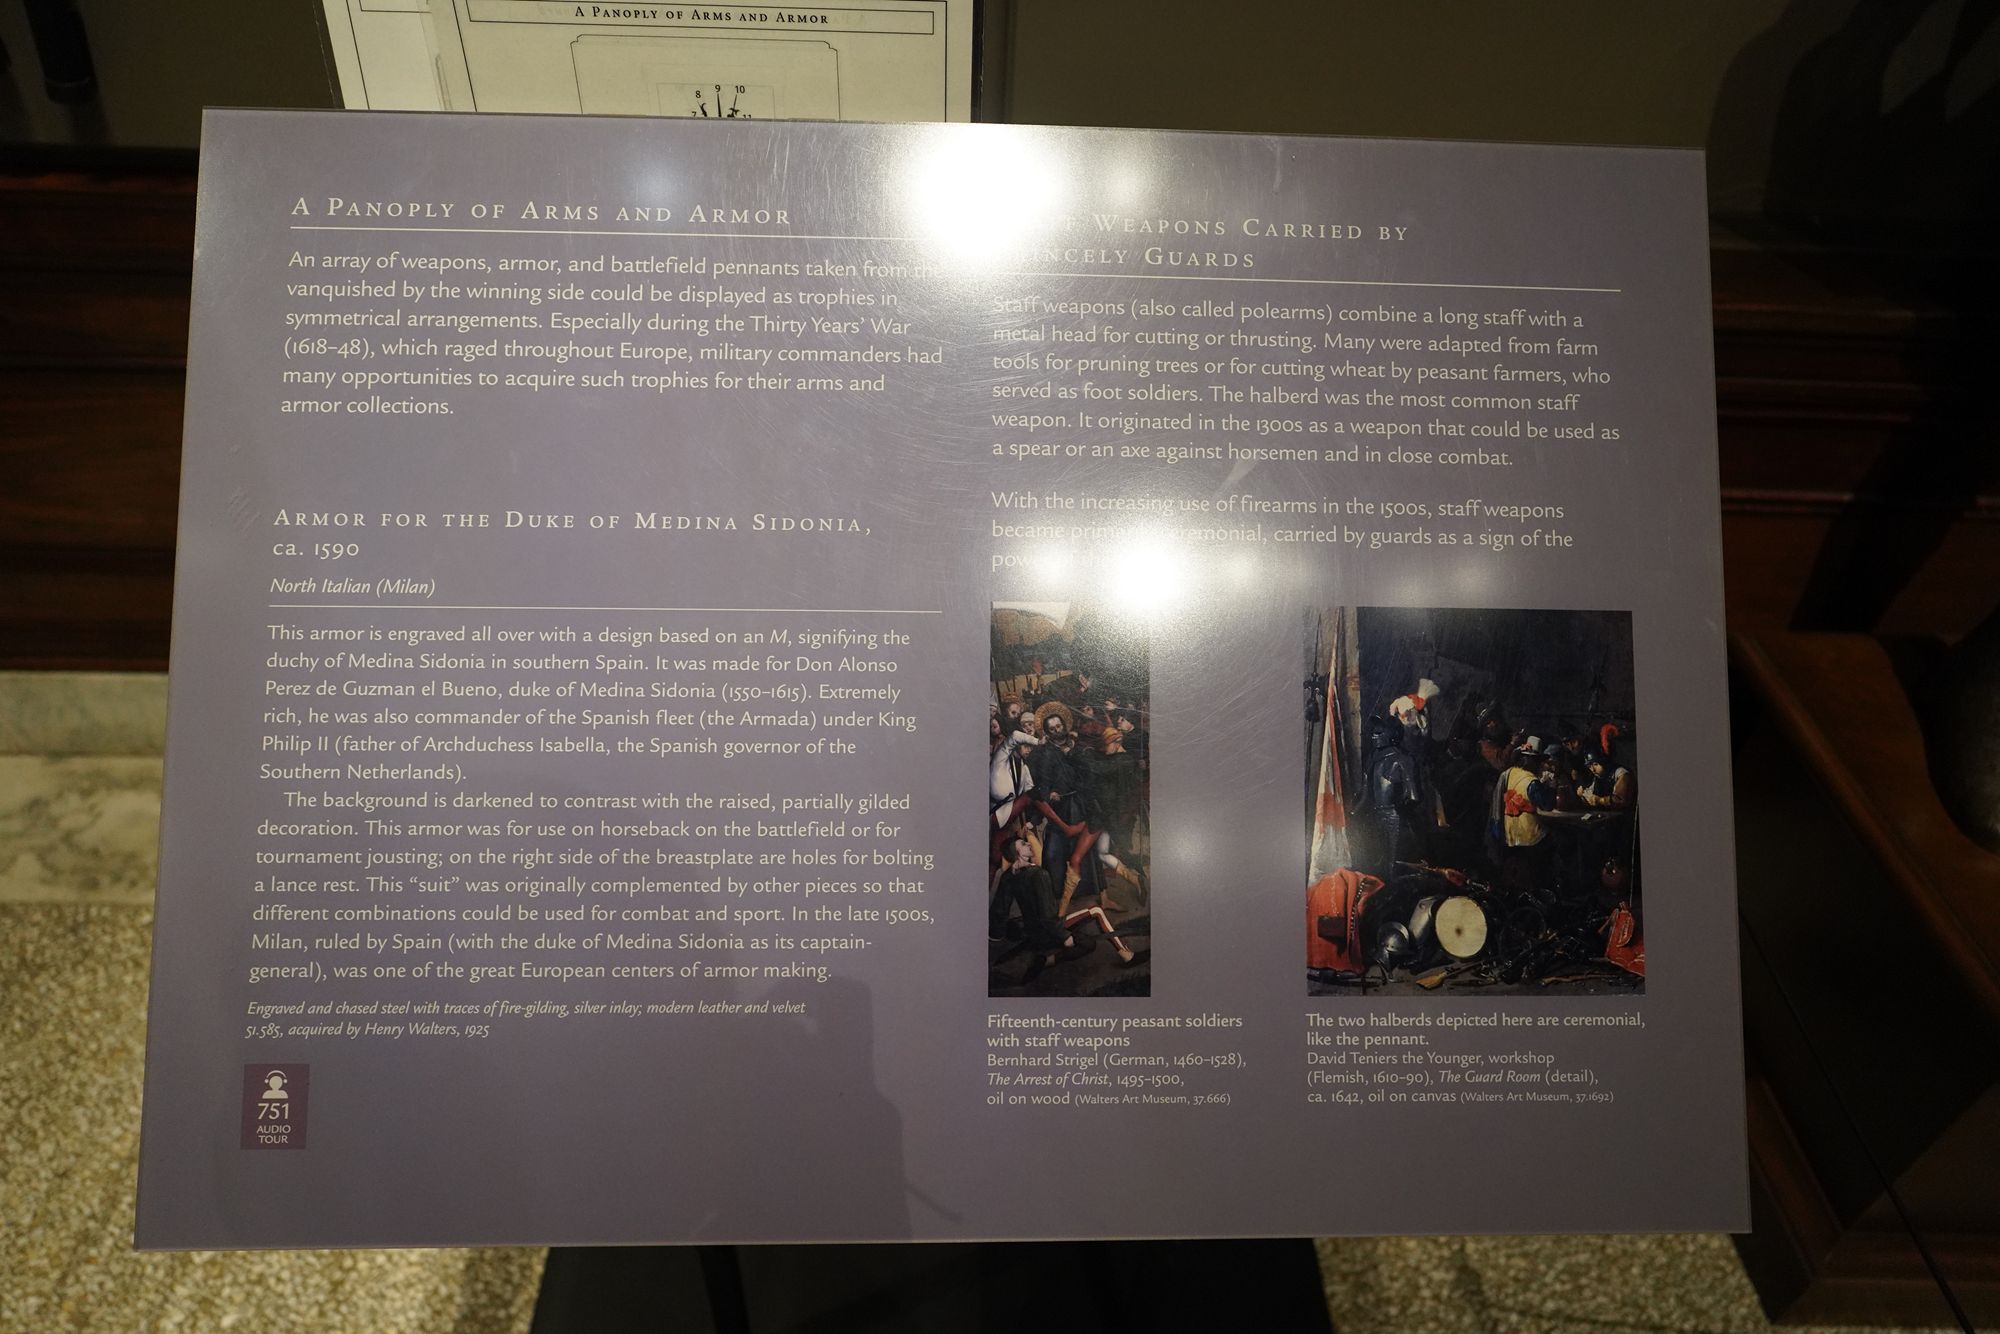 A PANOPLY OF ARMS AND ARMOR
8 9 10
7 11
A PANOPLY OF ARMS AND ARMOR
An array of weapons, armor, and battlefield pennants taken from the
vanquished by the winning side could be displayed as trophies in
symmetrical arrangements. Especially during the Thirty Years’ War
(1618–48), which raged throughout Europe, military commanders had
many opportunities to acquire such trophies for their arms and
armor collections.
ARMOR FOR THE DUKE OF MEDINA SIDONIA,
ca. 1590
North Italian (Milan)
This armor is engraved all over with a design based on an M, signifying the
duchy of Medina Sidonia in southern Spain. It was made for Don Alonso
Perez de Guzman el Bueno, duke of Medina Sidonia (1550–1615). Extremely
rich, he was also commander of the Spanish fleet (the Armada) under King
Philip II (father of Archduchess Isabella, the Spanish governor of the
Southern Netherlands).
The background is darkened to contrast with the raised, partially gilded
decoration. This armor was for use on horseback on the battlefield or for
tournament jousting; on the right side of the breastplate are holes for bolting
a lance rest. This “suit” was originally complemented by other pieces so that
different combinations could be used for combat and sport. In the late 1500s,
Milan, ruled by Spain (with the duke of Medina Sidonia as its captain-
general), was one of the great European centers of armor making.
Engraved and chased steel with traces of fire-gilding, silver inlay; modern leather and velvet
51.585, acquired by Henry Walters, 1925
751
AUDIO
TOUR
WEAPONS CARRIED BY
GUARDS
Staff weapons (also called polearms) combine a long staff with a
metal head for cutting or thrusting. Many were adapted from farm
tools for pruning trees or for cutting wheat by peasant farmers, who
served as foot soldiers. The halberd was the most common staff
weapon. It originated in the 1300s as a weapon that could be used as
a spear or an axe against horsemen and in close combat.
With the increasing use of firearms in the 1500s, staff weapons
became ceremonial, carried by guards as a sign of the
Fifteenth-century peasant soldiers
with staff weapons
Bernhard Strigel (German, 1460–1528),
The Arrest of Christ, 1495–1500,
oil on wood (Walters Art Museum, 37.666)
The two halberds depicted here are ceremonial,
like the pennant.
David Teniers the Younger, workshop
(Flemish, 1610–90), The Guard Room (detail),
ca. 1642, oil on canvas (Walters Art Museum, 37.1692)